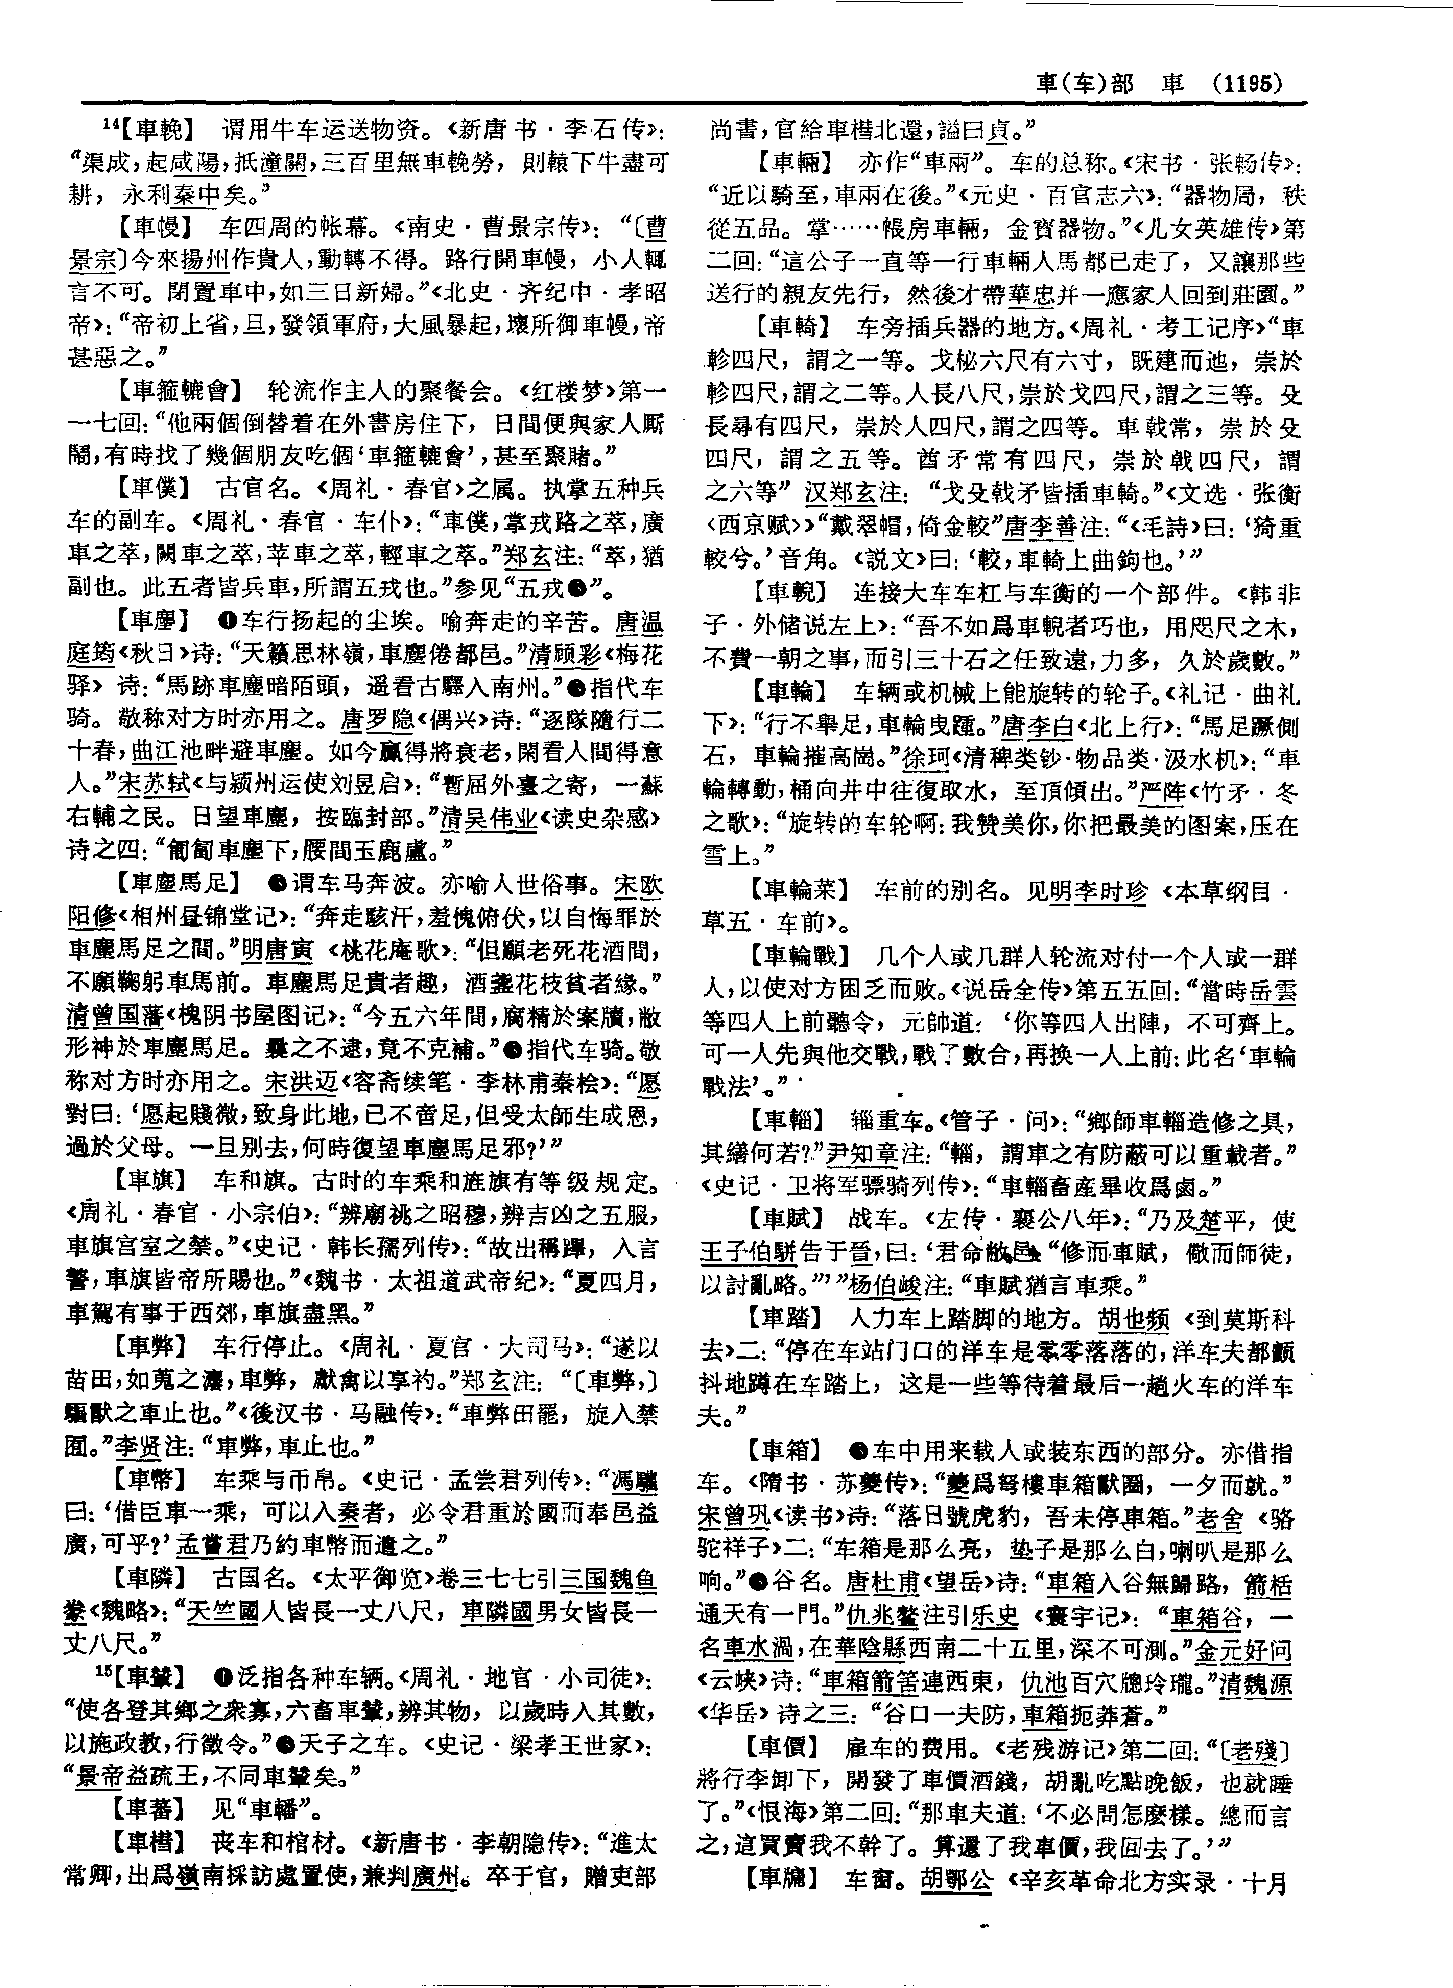 車(车)部　車　(1195)
14【車輓】 谓用牛车运送物资。《新唐书·李石传》:
“渠成,起咸陽,抵潼關,三百里無車輓勞，則轅下牛盡可
耕，永利秦中矣。”
【車幔】 车四周的帐幕。《南史·曹景宗传》: “〔曹
景宗〕今來揚州作貴人,動轉不得。路行開車幔，小人輒
言不可。閉置車中,如三日新婦。”《北史·齐纪中·孝昭
帝》:“帝初上省,旦,發領軍府,大風暴起,壞所御車幔,帝
甚惡之。”
【車箍轆會】 轮流作主人的聚餐会。《红楼梦》第一
一七回:“他兩個倒替着在外書房住下，日間便與家人厮
鬧,有時找了幾個朋友吃個‘車箍轆會’,甚至聚賭。”
【車僕】 古官名。《周礼·春官》之属。执掌五种兵
车的副车。《周礼·春官·车仆》:“車僕,掌戎路之萃,廣
車之萃,闕車之萃,苹車之萃,輕車之萃。”郑玄注:“萃,猶
副也。此五者皆兵車,所謂五戎也。”参见“五戎❶”。
【車塵】 ❶车行扬起的尘埃。喻奔走的辛苦。唐温
庭筠《秋日》诗:“天籟思林嶺,車塵倦都邑。”清顾彩《梅花
驿》诗:“馬跡車塵暗陌頭，遥看古驛入南州。”❷指代车
骑。敬称对方时亦用之。唐罗隐《偶兴》诗:“逐隊隨行二
十春,曲江池畔避車塵。如今贏得將衰老,閑看人間得意
人。”宋苏轼《与颍州运使刘昱启》:“暫屈外臺之寄，一蘇
右輔之民。日望車塵，按臨封部。”清吴伟业《读史杂感》
诗之四:“匍匐車塵下,腰間玉鹿盧。”
【車塵馬足】 ❶谓车马奔波。亦喻人世俗事。宋欧
阳修《相州昼锦堂记》:“奔走駭汗,羞愧俯伏,以自悔罪於
車塵馬足之間。”明唐寅《桃花庵歌》:“但願老死花酒間,
不願鞠躬車馬前。車塵馬足貴者趣，酒盞花枝貧者緣。”
清曾国藩《槐阴书屋图记》:“今五六年間,腐精於案牘,敝
形神於車塵馬足。曩之不逮,竟不克補。”❷指代车骑。敬
称对方时亦用之。宋洪迈《容斋续笔·李林甫秦桧》:“愿
對曰:‘愿起賤微,致身此地,已不啻足,但受太師生成恩,
過於父母。一旦别去,何時復望車塵馬足邪?’”
【車旗】 车和旗。古时的车乘和旌旗有等级规定。
《周礼·春官·小宗伯》:“辨廟祧之昭穆,辨吉凶之五服,
車旗宫室之禁。”《史记·韩长孺列传》:“故出稱蹕，入言
警,車旗皆帝所賜也。”《魏书·太祖道武帝纪》:“夏四月,
車駕有事于西郊,車旗盡黑。”
【車弊】 车行停止。《周礼·夏官·大司马》:“遂以
苗田,如蒐之灋,車弊，獻禽以享礿。”郑玄注: “〔車弊,〕
驅獸之車止也。”《後汉书·马融传》:“車弊田罷，旋入禁
囿。”李贤注:“車弊,車止也。”
【車幣】 车乘与币帛。《史记·孟尝君列传》:“馮驩
曰:‘借臣車一乘，可以入秦者，必令君重於國而奉邑益
廣,可乎?’孟嘗君乃約車幣而遣之。”
【車隣】 古国名。《太平御览》卷三七七引三国魏鱼
豢《魏略》:“天竺國人皆長一丈八尺，車隣國男女皆長一
丈八尺。”
15【車輦】 ❶泛指各种车辆。《周礼·地官·小司徒》:
“使各登其鄉之衆寡,六畜車輦,辨其物，以歲時入其數,
以施政教,行徵令。”❷天子之车。《史记·梁孝王世家》:
“景帝益疏王,不同車輦矣。”
【車蕃】 见“車轓”。
【車槥】 丧车和棺材。《新唐书·李朝隐传》:“進太
常卿,出爲嶺南採訪處置使,兼判廣州。卒于官，贈吏部
尚書,官給車槥北還,謚曰貞。”
【車輛】 亦作“車兩”。车的总称。《宋书·张畅传》:
“近以騎至,車兩在後。”《元史·百官志六》:“器物局，秩
從五品。掌……帳房車輛，金寶器物。”《儿女英雄传》第
二回:“這公子一直等一行車輛人馬都已走了，又讓那些
送行的親友先行，然後才帶華忠并一應家人回到莊園。”
【車輢】 车旁插兵器的地方。《周礼·考工记序》“車
軫四尺，謂之一等。戈柲六尺有六寸，既建而迤，崇於
軫四尺,謂之二等。人長八尺,崇於戈四尺,謂之三等。殳
長尋有四尺，崇於人四尺,謂之四等。車戟常，崇於殳
四尺，謂之五等。酋矛常有四尺，崇於戟四尺，謂
之六等” 汉郑玄注: “戈殳戟矛皆插車輢。”《文选·张衡
〈西京赋〉》“戴翠帽,倚金較”唐李善注:“《毛詩》曰:‘猗重
較兮。’音角。《説文》曰:‘較,車輢上曲鉤也。’”
【車輗】 连接大车车杠与车衡的一个部件。《韩非
子·外储说左上》:“吾不如爲車輗者巧也，用咫尺之木,
不費一朝之事,而引三十石之任致遠,力多，久於歲數。”
【車輪】 车辆或机械上能旋转的轮子。《礼记·曲礼
下》:“行不舉足,車輪曳踵。”唐李白《北上行》:“馬足蹶側
石，車輪摧高崗。”徐珂《清稗类钞·物品类·汲水机》:“車
輪轉動,桶向井中往復取水，至頂傾出。”严阵《竹矛·冬
之歌》:“旋转的车轮啊:我赞美你,你把最美的图案,压在
雪上。”
【車輪菜】 车前的别名。见明李时珍《本草纲目·
草五·车前》。
【車輪戰】 几个人或几群人轮流对付一个人或一群
人,以使对方困乏而败。《说岳全传》第五五回:“當時岳雲
等四人上前聽令，元帥道: ‘你等四人出陣，不可齊上。
可一人先與他交戰,戰了數合,再换一人上前:此名‘車輪
戰法’。”
【車輜】 辎重车。《管子·问》:“鄉師車輜造修之具,
其繕何若?”尹知章注:“輜，謂車之有防蔽可以重載者。”
《史记·卫将军骠骑列传》:“車輜畜産畢收爲鹵。”
【車賦】 战车。《左传·襄公八年》:“乃及楚平，使
王子伯駢告于晉,曰:‘君命敝邑“修而車賦，儆而師徒,
以討亂略。”’”杨伯峻注:“車賦猶言車乘。”
【車踏】 人力车上踏脚的地方。胡也频《到莫斯科
去》二:“停在车站门口的洋车是零零落落的,洋车夫都颤
抖地蹲在车踏上，这是一些等待着最后一趟火车的洋车
夫。”
【車箱】 ❶车中用来载人或装东西的部分。亦借指
车。《隋书·苏夔传》:“夔爲弩樓車箱獸圈，一夕而就。”
宋曾巩《读书》诗:“落日號虎豹，吾未停車箱。”老舍《骆
驼祥子》二:“车箱是那么亮，垫子是那么白,喇叭是那么
响。”❷谷名。唐杜甫《望岳》诗:“車箱入谷無歸路，箭栝
通天有一門。”仇兆鳌注引乐史《寰宇记》: “車箱谷，一
名車水渦,在華陰縣西南二十五里,深不可測。”金元好问
《云峡》诗:“車箱箭筈連西東，仇池百穴牕玲瓏。”清魏源
《华岳》诗之三: “谷口一夫防,車箱扼莽蒼。”
【車價】 雇车的费用。《老残游记》第二回:“〔老殘〕
將行李卸下，開發了車價酒錢，胡亂吃點晚飯，也就睡
了。”《恨海》第二回:“那車夫道:‘不必問怎麽樣。總而言
之,這買賣我不幹了。算還了我車價,我回去了。’”
【車牖】 车窗。胡鄂公《辛亥革命北方实录·十月